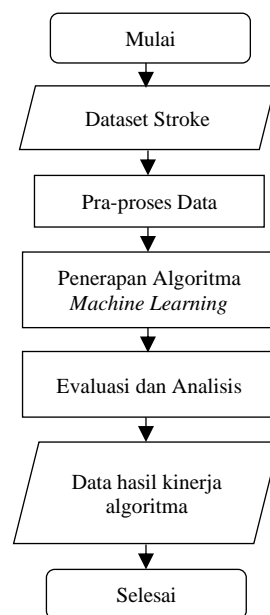 Mulai
Dataset Stroke
Pra-proses Data
Penerapan Algoritma
Machine Learning
Evaluasi dan Analisis
Data hasil kinerja
algoritma
Selesai